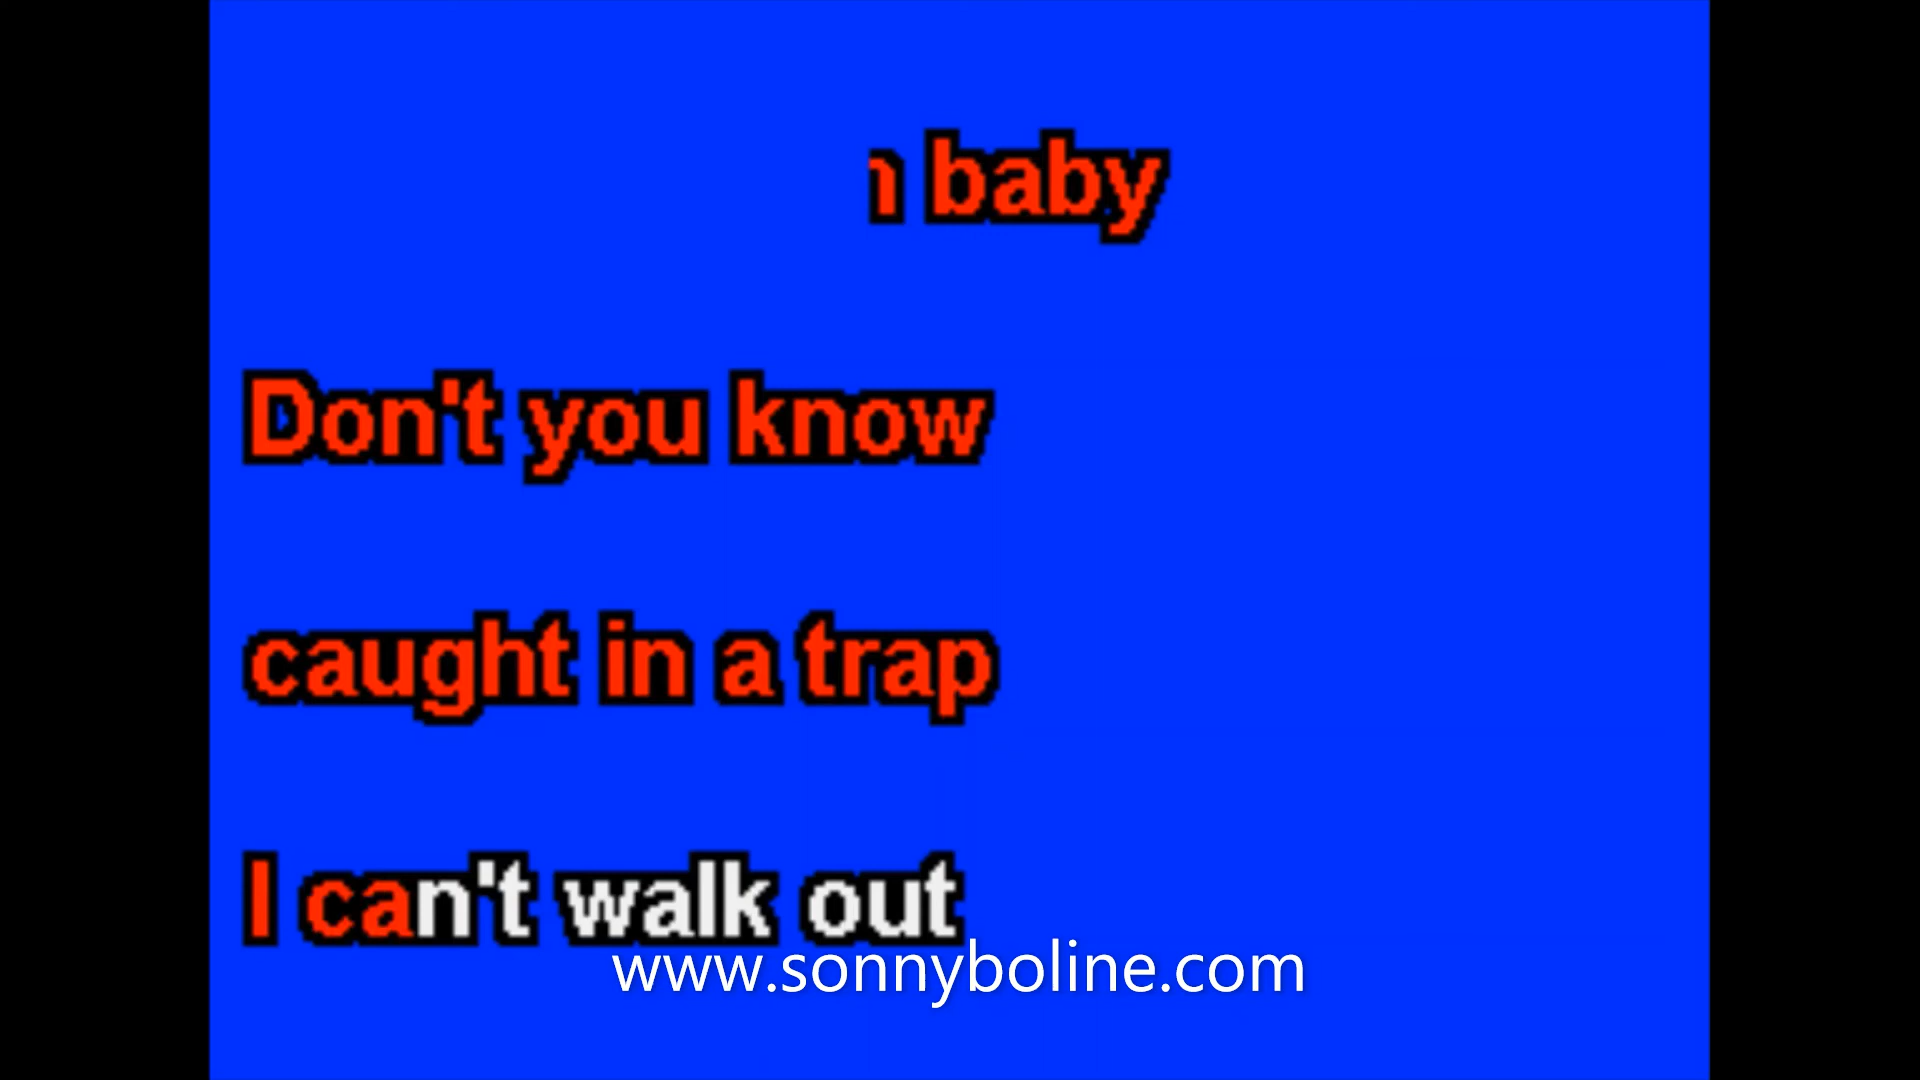 baby
Don't you know
caught in a trap
I can't walk out
www.sonnyboline.com